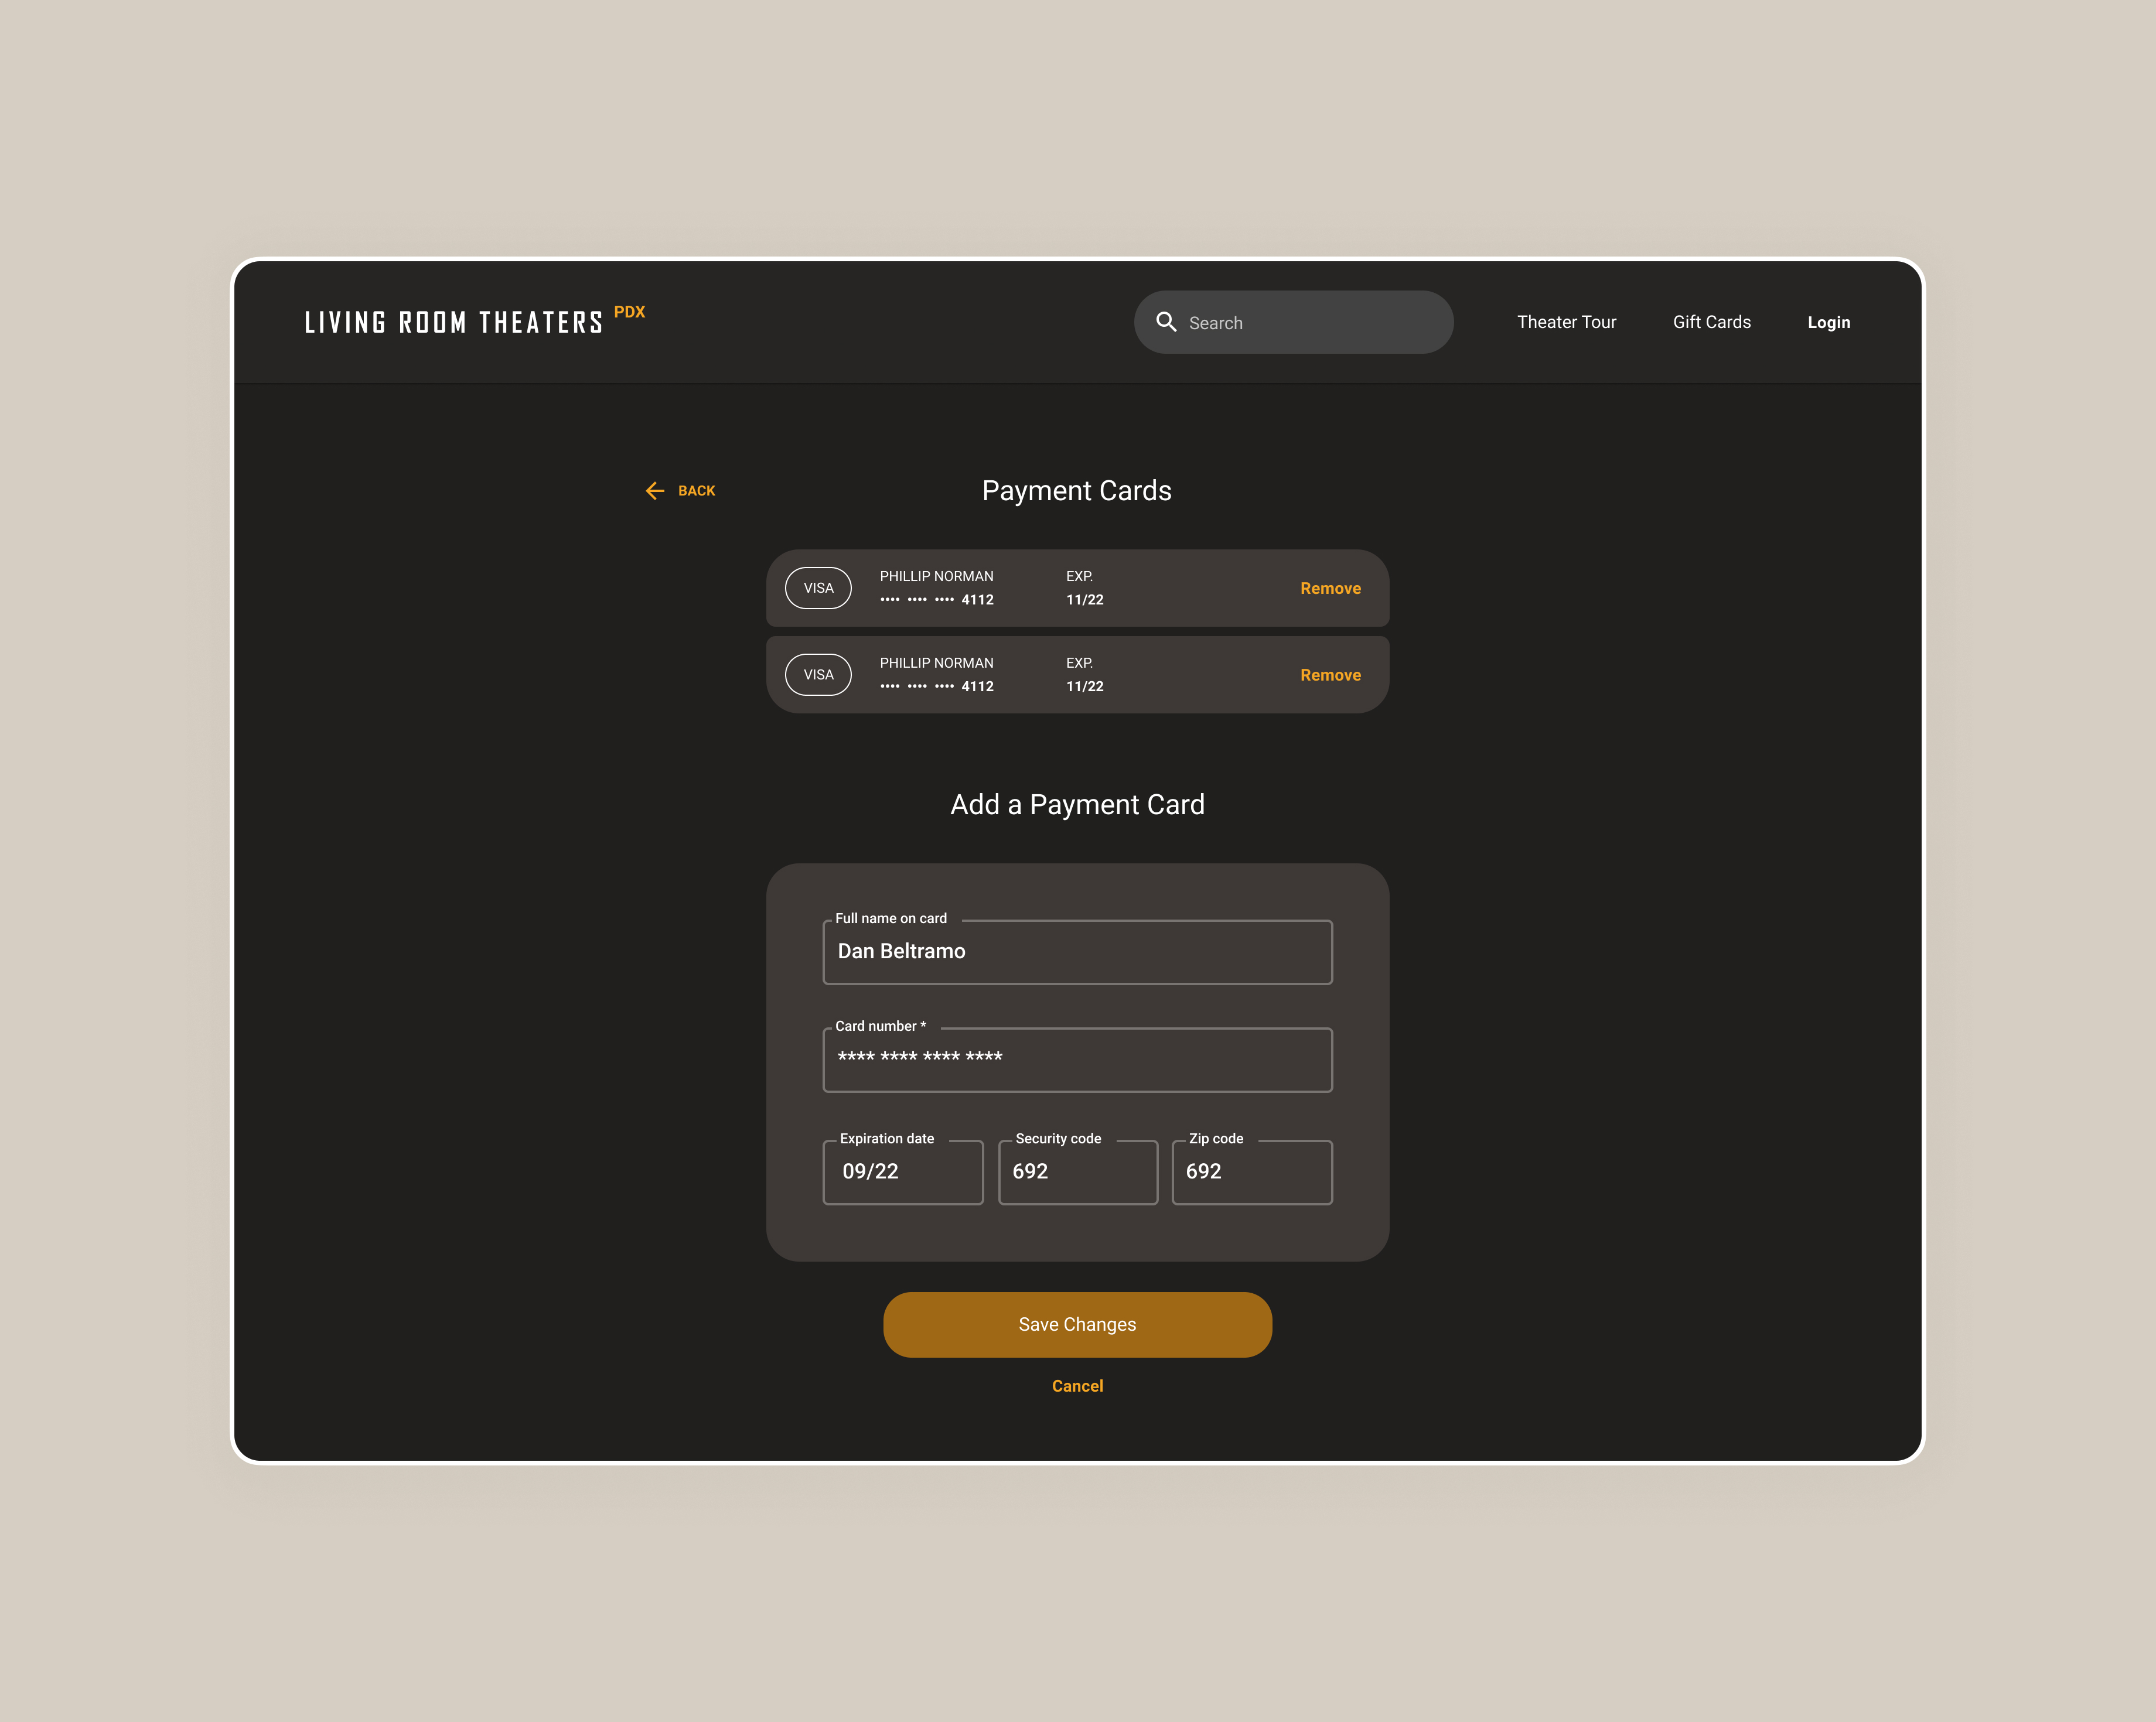 LIVING ROOM THEATERS PDX
Search
Theater Tour
Gift Cards
Login
BACK
Payment Cards
VISA
PHILLIP NORMAN
•••• •••• •••• 4112
EXP.
11/22
Remove
VISA
PHILLIP NORMAN
•••• •••• •••• 4112
EXP.
11/22
Remove
Add a Payment Card
Full name on card
Dan Beltramo
Card number *
**** **** **** ****
Expiration date
09/22
Security code
692
Zip code
692
Save Changes
Cancel